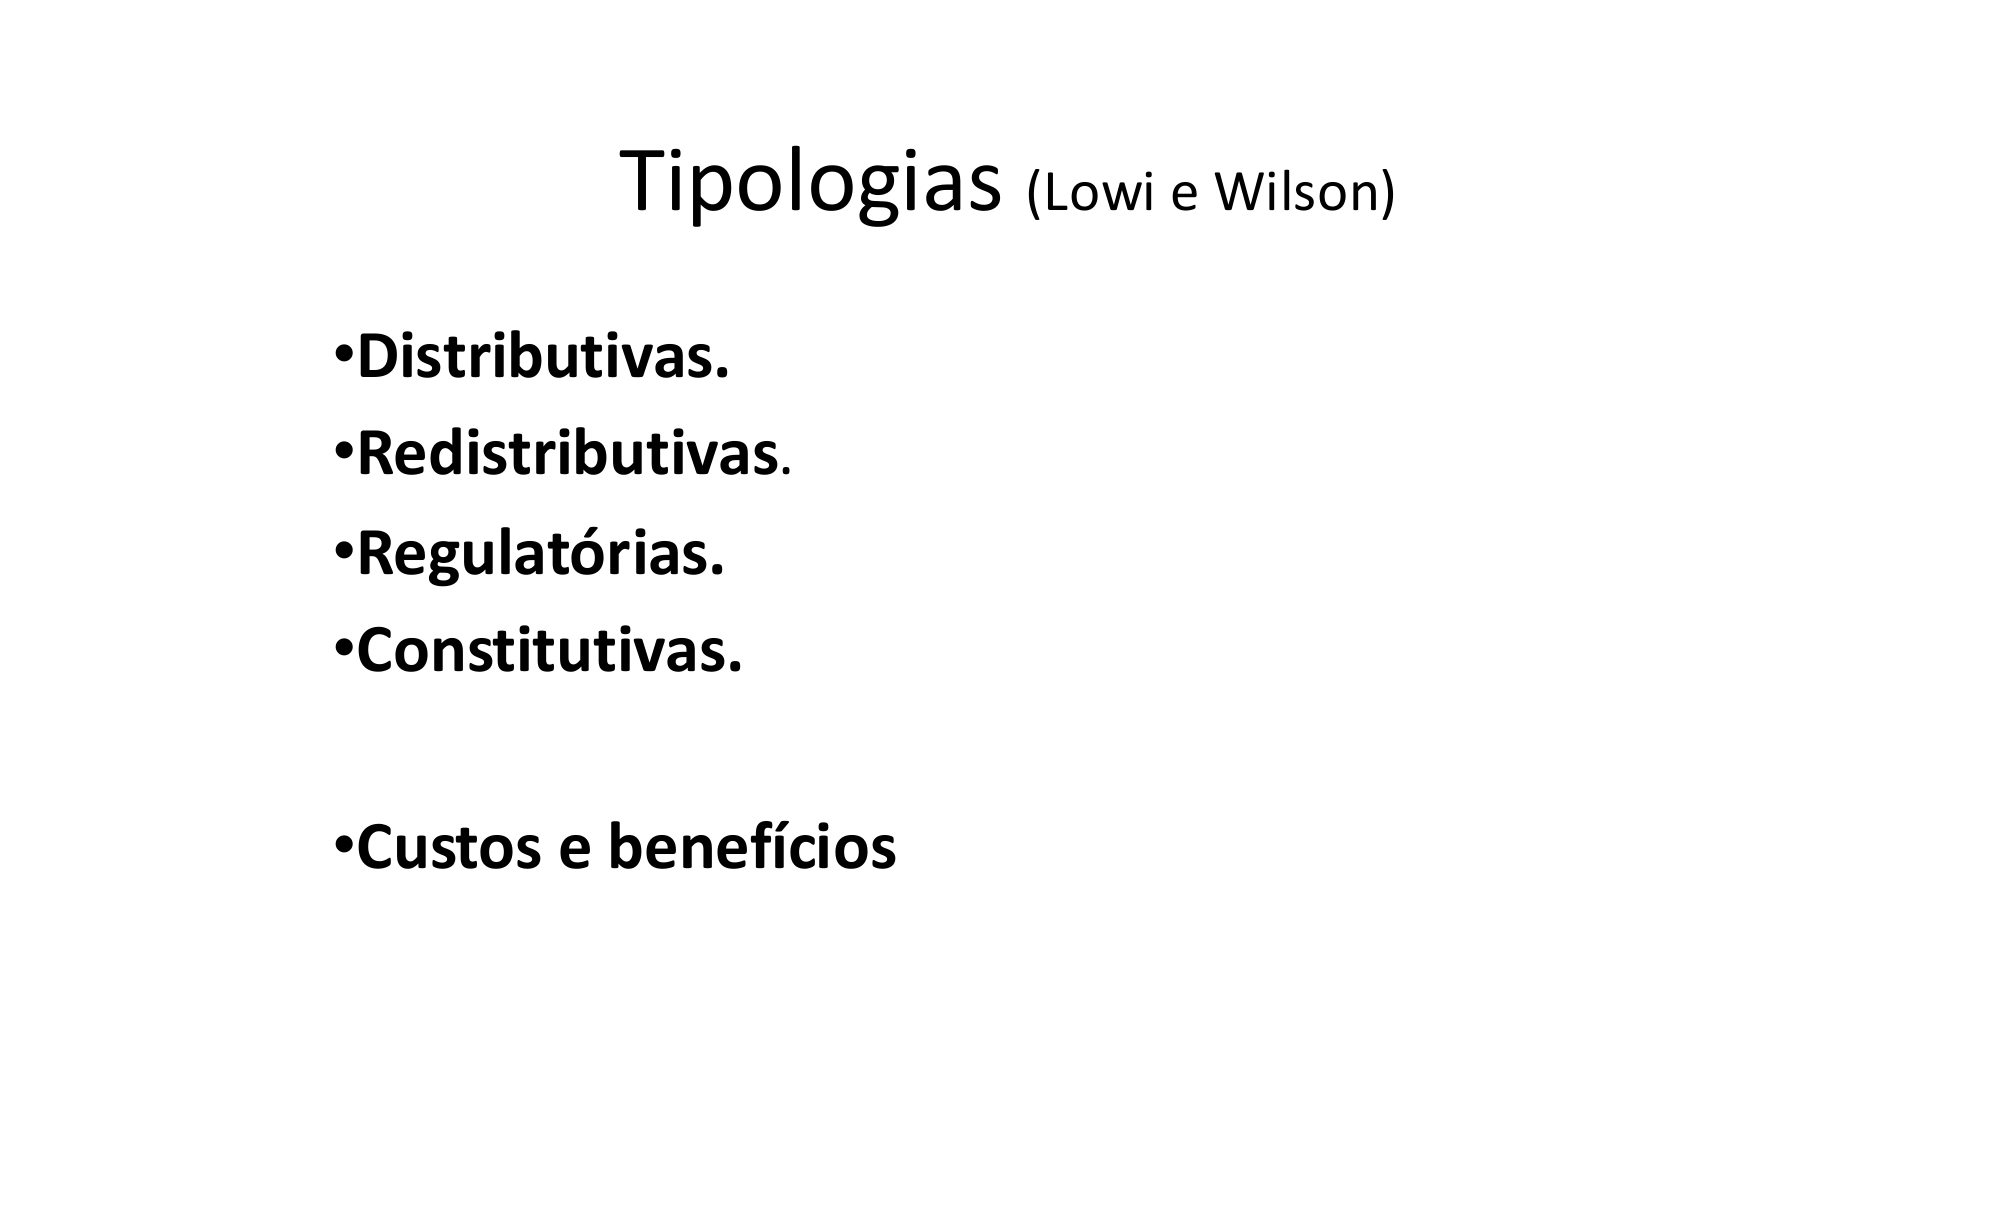 Tipologias (Lowi e Wilson)
•Distributivas.
•Redistributivas.
•Regulatórias.
•Constitutivas.
•Custos e benefícios